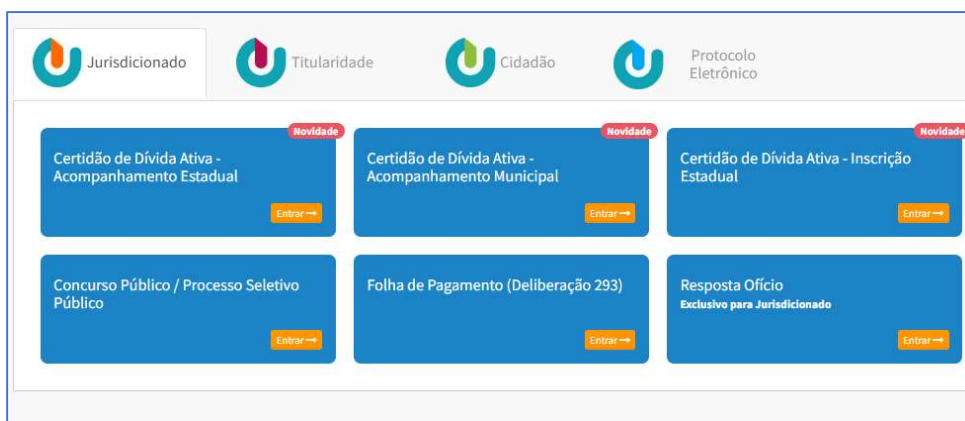 Jurisdicionado
Titularidade
Cidadão
Protocolo
Eletrônico
Novidade
Certidão de Dívida Ativa -
Acompanhamento Estadual
Entrar→
Novidade
Certidão de Dívida Ativa -
Acompanhamento Municipal
Entrar→
Novidade
Certidão de Dívida Ativa - Inscrição
Estadual
Entrar→
Concurso Público / Processo Seletivo
Público
Entrar→
Folha de Pagamento (Deliberação 293)
Entrar→
Resposta Ofício
Exclusivo para Jurisdicionado
Entrar→